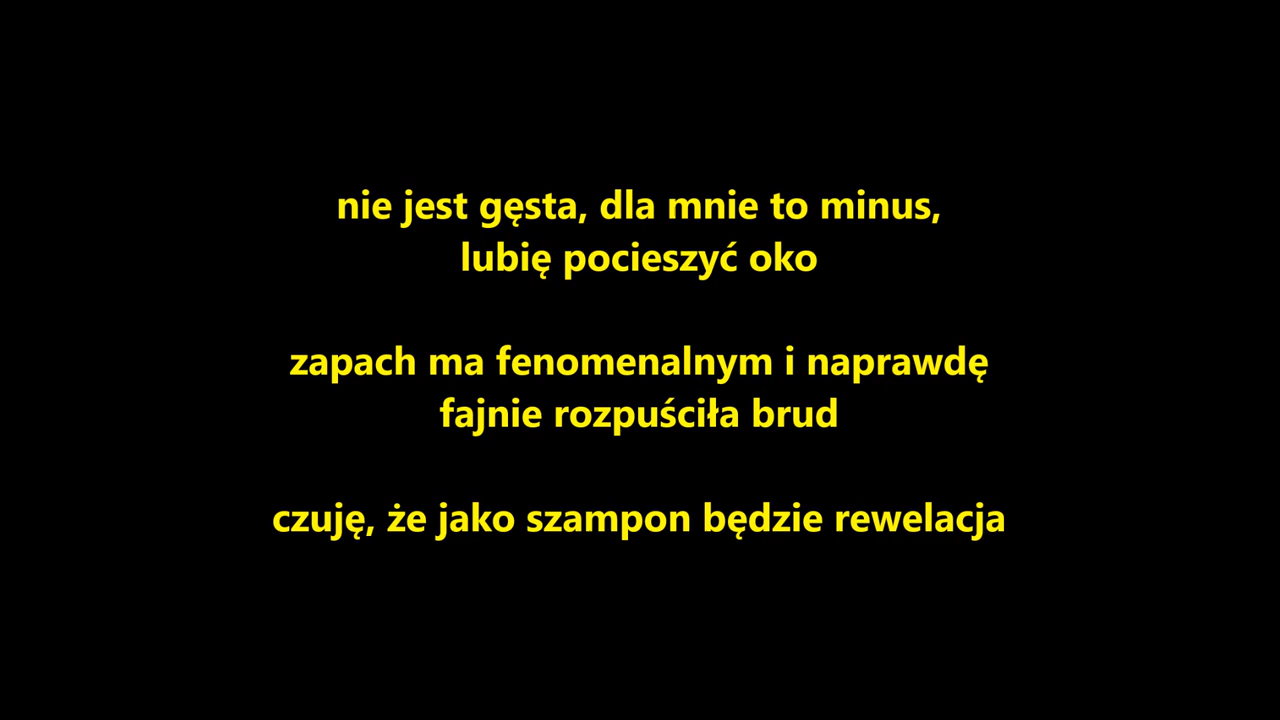 nie jest gęsta, dla mnie to minus,
lubię pocieszyć oko
zapach ma fenomenalnym i naprawdę
fajnie rozpuściła brud
czuję, że jako szampon będzie rewelacja